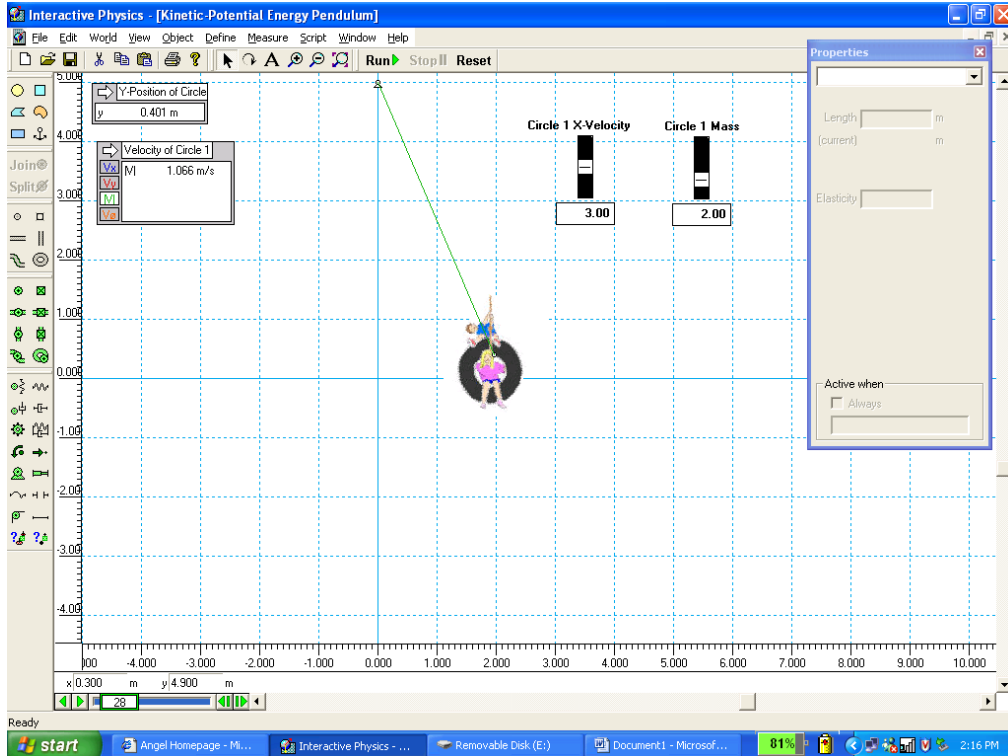 Interactive Physics - [Kinetic-Potential Energy Pendulum]
File Edit World View Object Define Measure Script Window Help
Run Stop Reset
Join
Split
Y-Position of Circle
y 0.401 m
Velocity of Circle 1
Vx
Vy
|V|
Vø
|V| 1.066 m/s
Circle 1 X-Velocity
3.00
Circle 1 Mass
2.00
Properties
Length m
(current) m
Elasticity
Active when
Always
5.000
4.000
3.000
2.000
1.000
0.000
-1.00
-2.00
-3.00
-4.00
000 -4.000 -3.000 -2.000 -1.000 0.000 1.000 2.000 3.000 4.000 5.000 6.000 7.000 8.000 9.000 10.000
x 0.300 m y 4.900 m
28
Ready
start Angel Homepage - Mi... Interactive Physics - ... Removable Disk (E:) Document1 - Microsof... 81% 2:16 PM